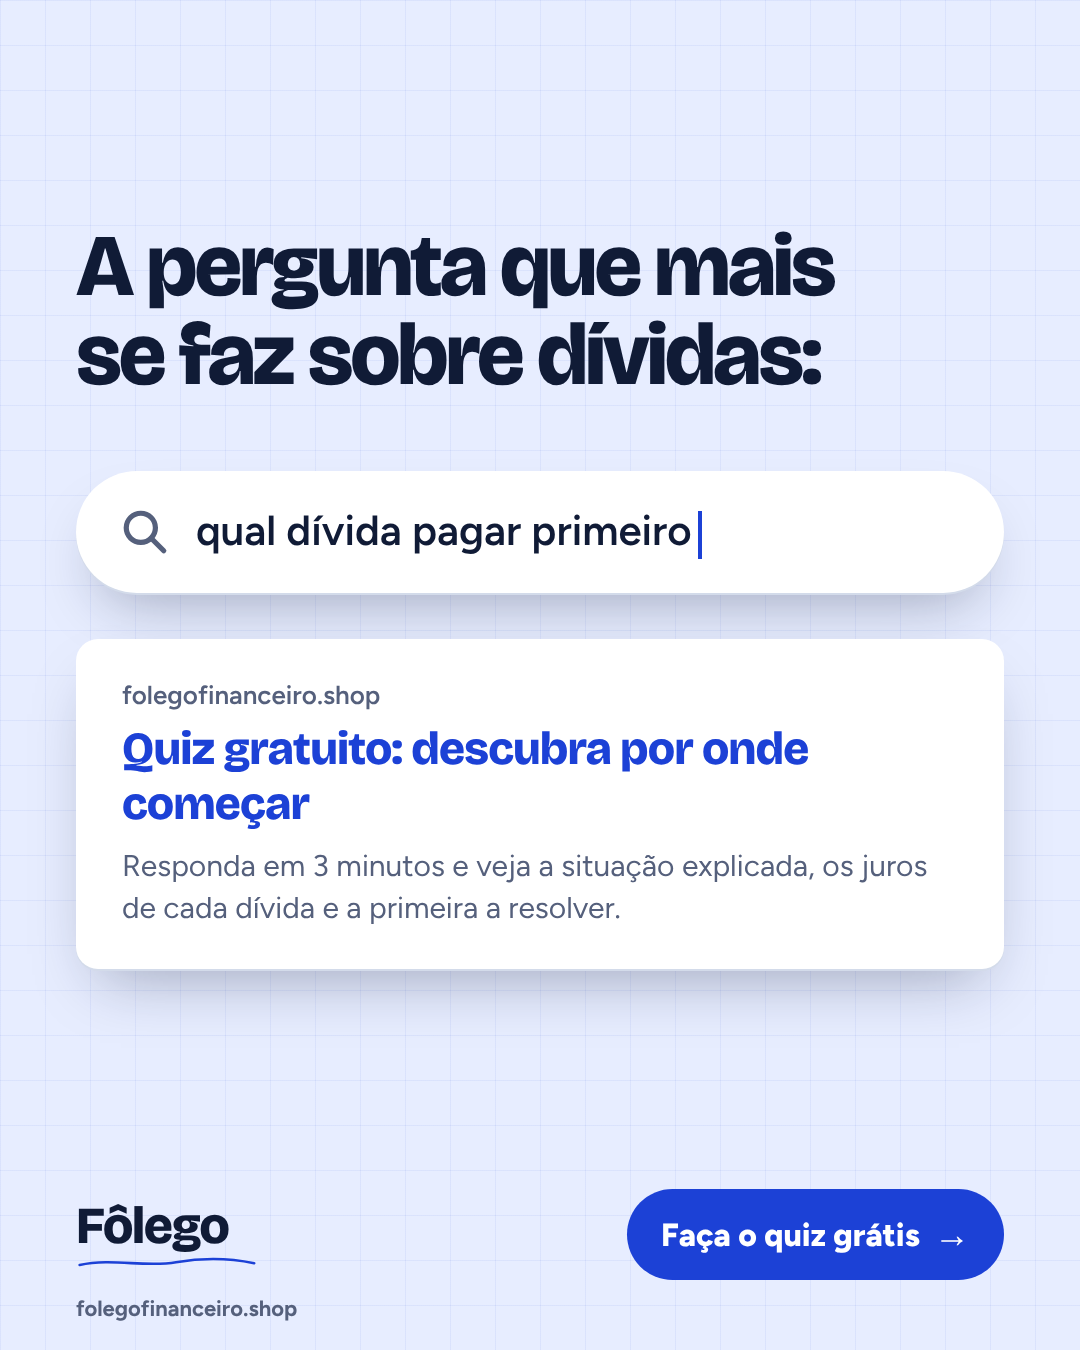 A pergunta que mais
se faz sobre dívidas:
qual dívida pagar primeiro
folegofinanceiro.shop
Quiz gratuito: descubra por onde
começar
Responda em 3 minutos e veja a situação explicada, os juros
de cada dívida e a primeira a resolver.
Fôlego
Faça o quiz grátis →
folegofinanceiro.shop